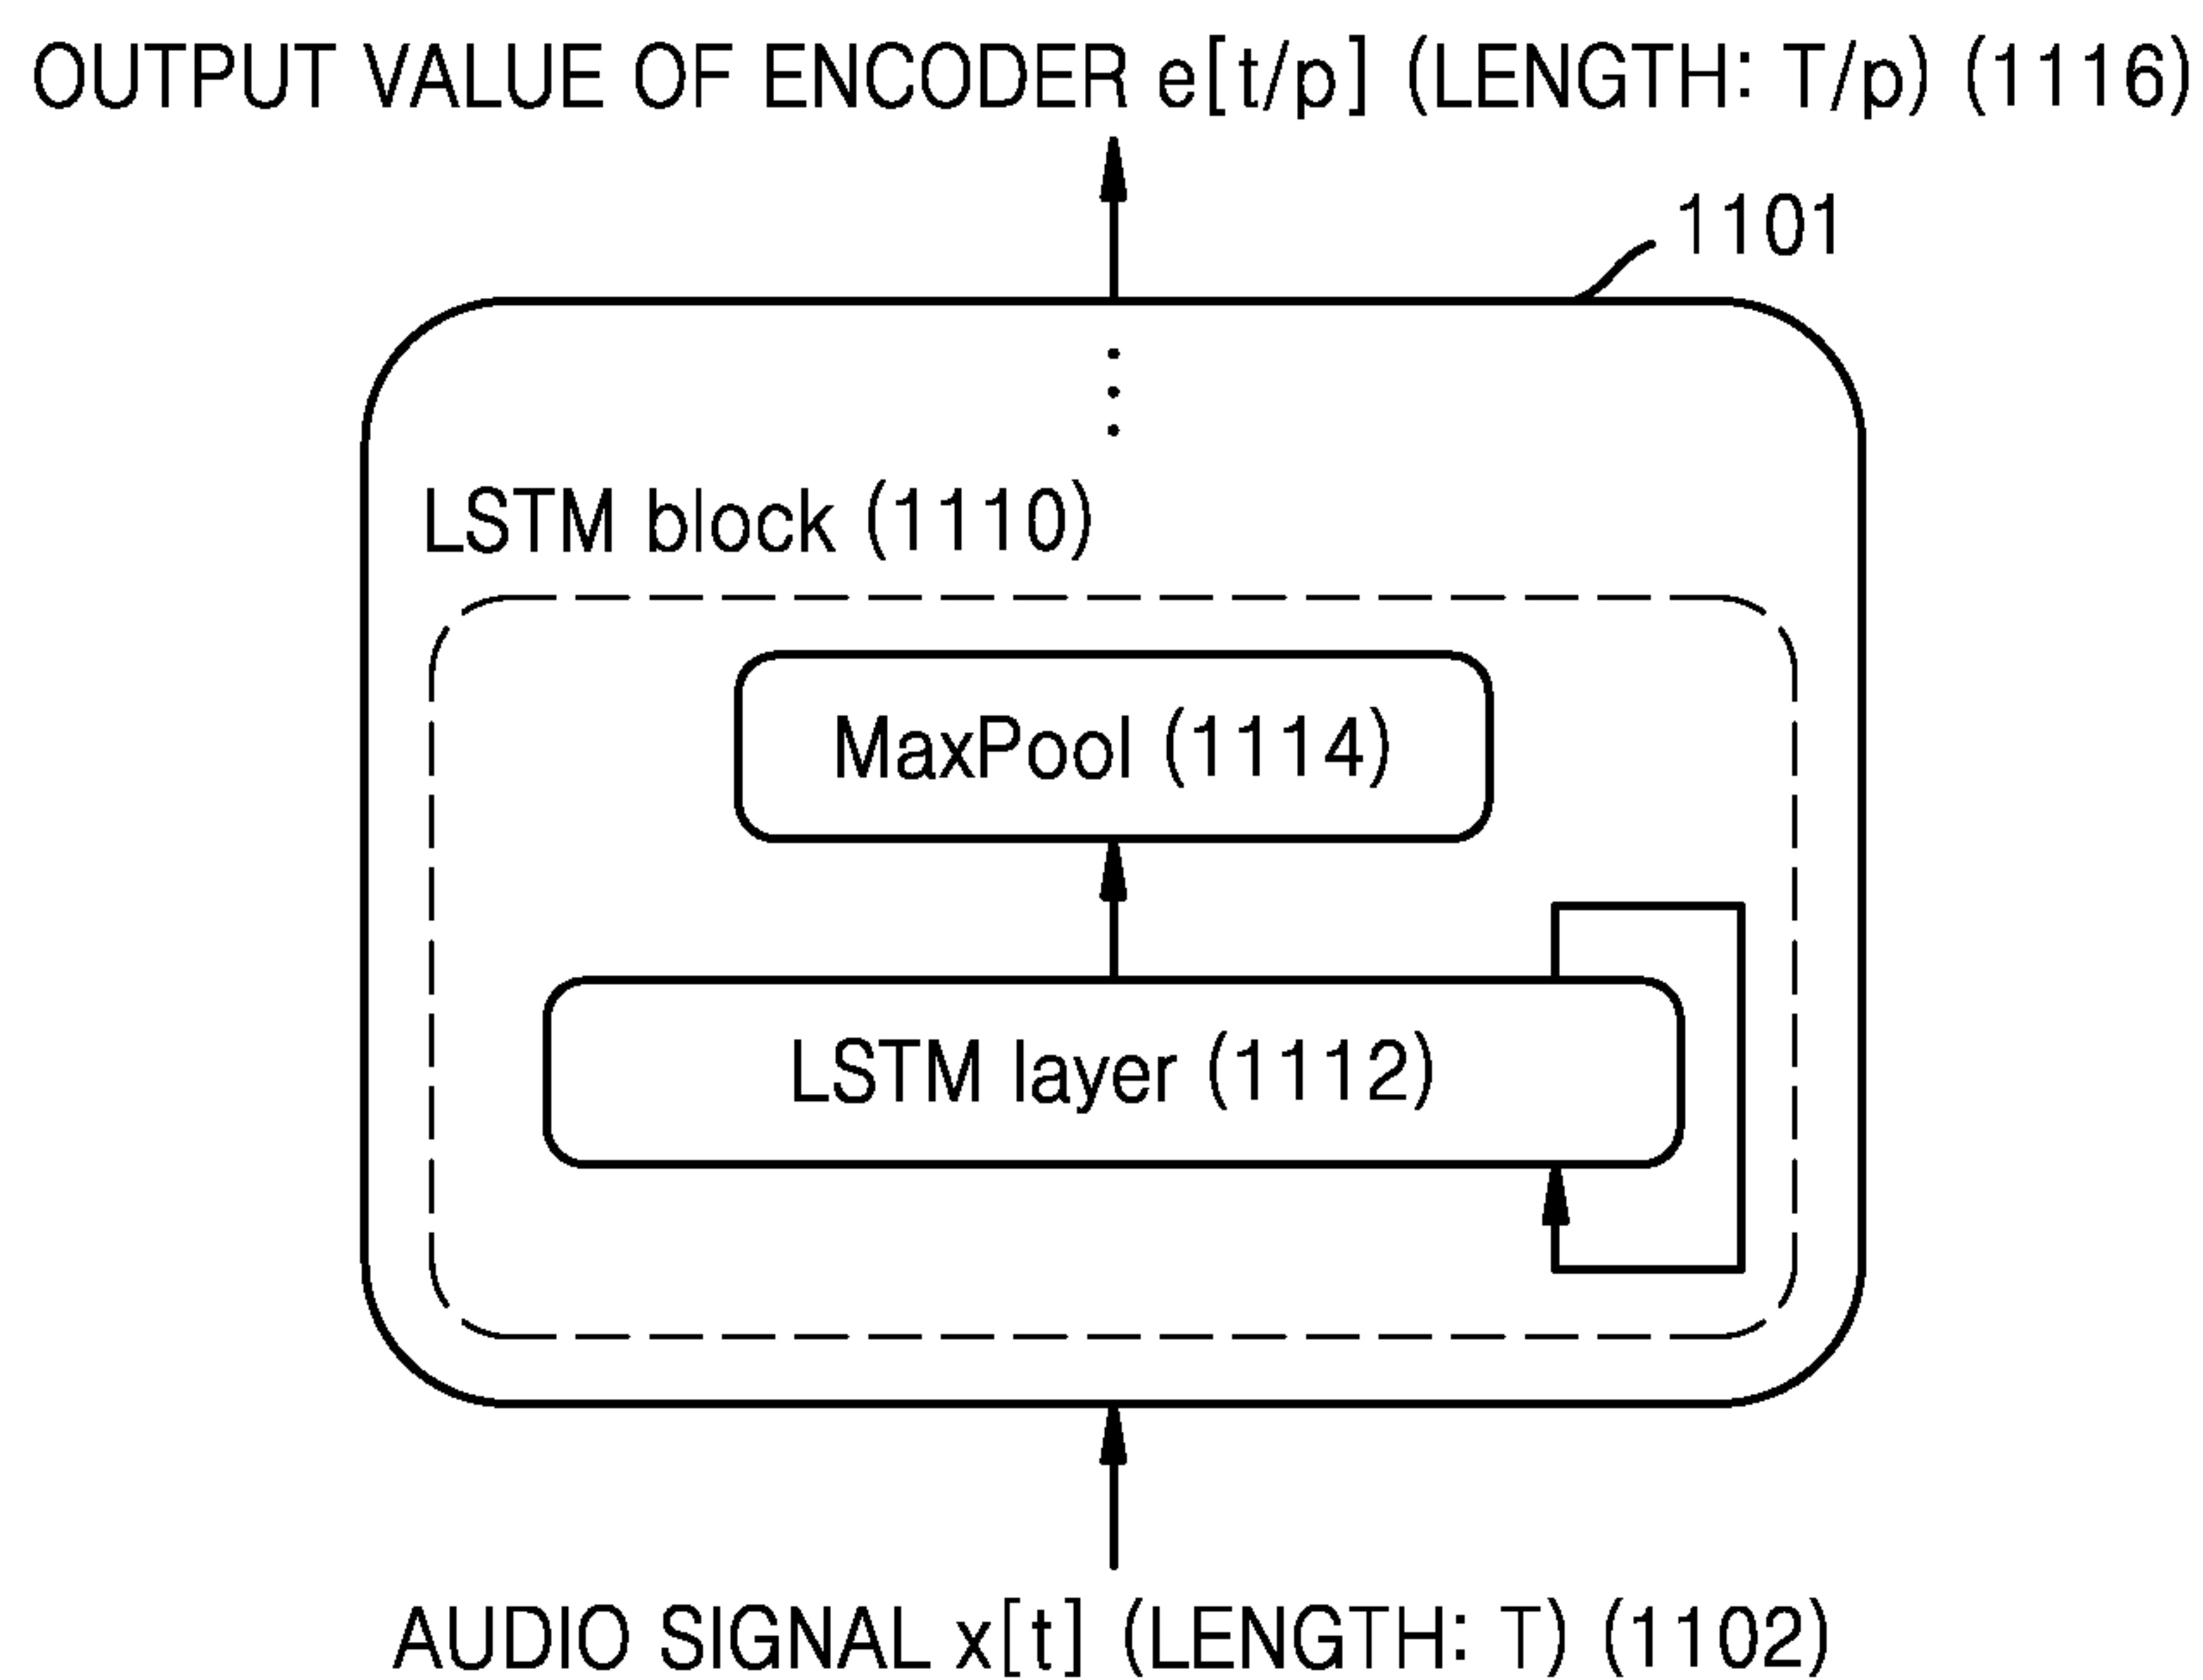 OUTPUT VALUE OF ENCODER e[t/p] (LENGTH: T/p) (1116)
1101
LSTM block (1110)
MaxPool (1114)
LSTM layer (1112)
AUDIO SIGNAL x[t] (LENGTH: T) (1102)